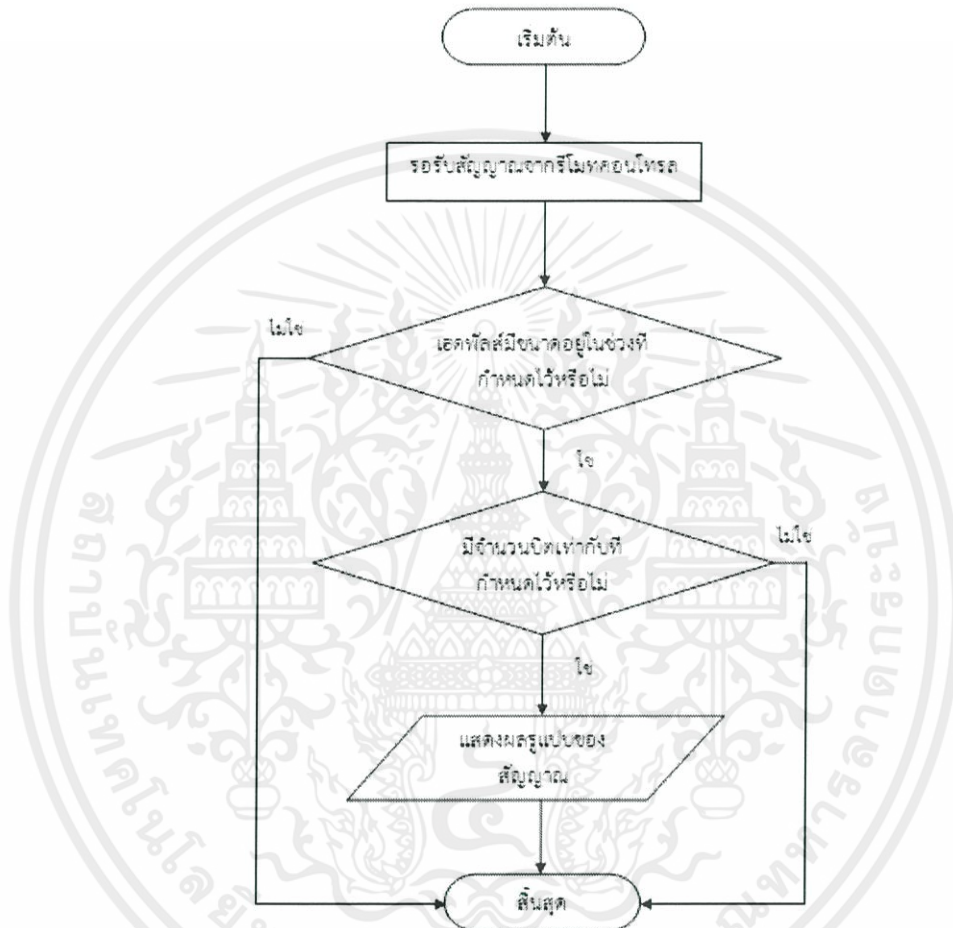 เริ่มต้น
รอรับสัญญาณจากรีโมทคอนโทรล
ไม่ใช่
เฮดพัลส์มีขนาดอยู่ในช่วงที่
กำหนดไว้หรือไม่
ใช่
มีจำนวนบิตเท่ากับที่
กำหนดไว้หรือไม่
ไม่ใช่
ใช่
แสดงผลรูแปบของ
สัญญาณ
สิ้นสุด